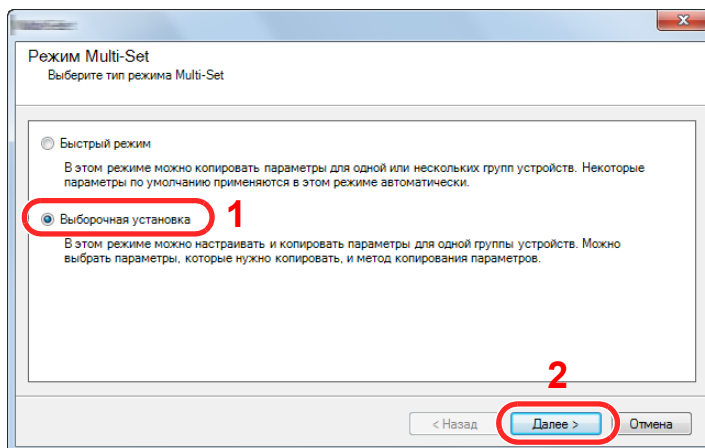 Режим Multi-Set
Выберите тип режима Multi-Set
Быстрый режим
В этом режиме можно копировать параметры для одной или нескольких групп устройств. Некоторые
параметры по умолчанию применяются в этом режиме автоматически.
Выборочная установка 1
В этом режиме можно настраивать и копировать параметры для одной группы устройств. Можно
выбрать параметры, которые нужно копировать, и метод копирования параметров.
2
< Назад Далее > Отмена